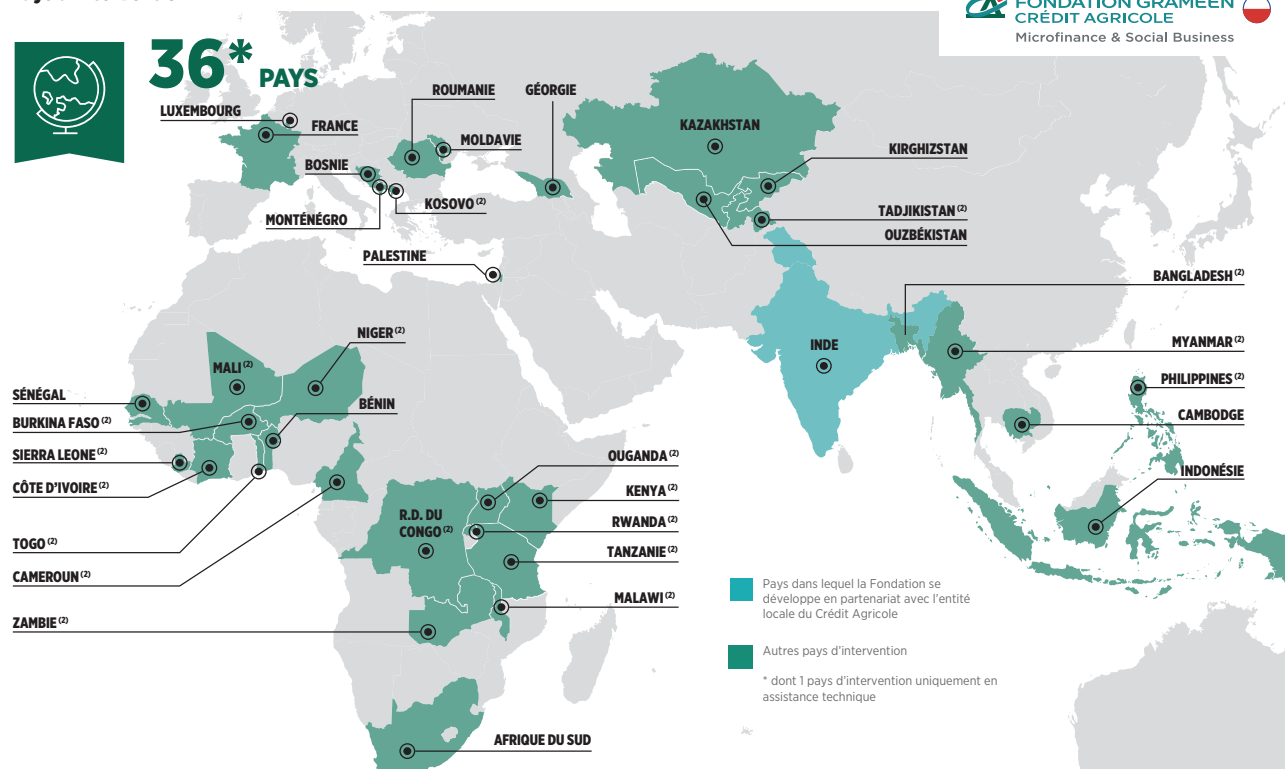 FONDATION GRAMEEN
CRÉDIT AGRICOLE
Microfinance & Social Business
36* PAYS
LUXEMBOURG
FRANCE
ROUMANIE
GÉORGIE
MOLDAVIE
BOSNIE
MONTÉNÉGRO
KOSOVO (2)
PALESTINE
KAZAKHSTAN
KIRGHIZSTAN
TADJIKISTAN (2)
OUZBÉKISTAN
BANGLADESH (2)
INDE
MYANMAR (2)
PHILIPPINES (2)
CAMBODGE
INDONÉSIE
NIGER (2)
MALI (2)
SÉNÉGAL
BÉNIN
BURKINA FASO (2)
SIERRA LEONE (2)
CÔTE D'IVOIRE (2)
TOGO (2)
CAMEROUN (2)
ZAMBIE (2)
OUGANDA (2)
KENYA (2)
R.D. DU
CONGO (2)
RWANDA (2)
TANZANIE (2)
MALAWI (2)
AFRIQUE DU SUD
Pays dans lequel la Fondation se
développe en partenariat avec l'entité
locale du Crédit Agricole
Autres pays d'intervention
* dont 1 pays d'intervention uniquement en
assistance technique